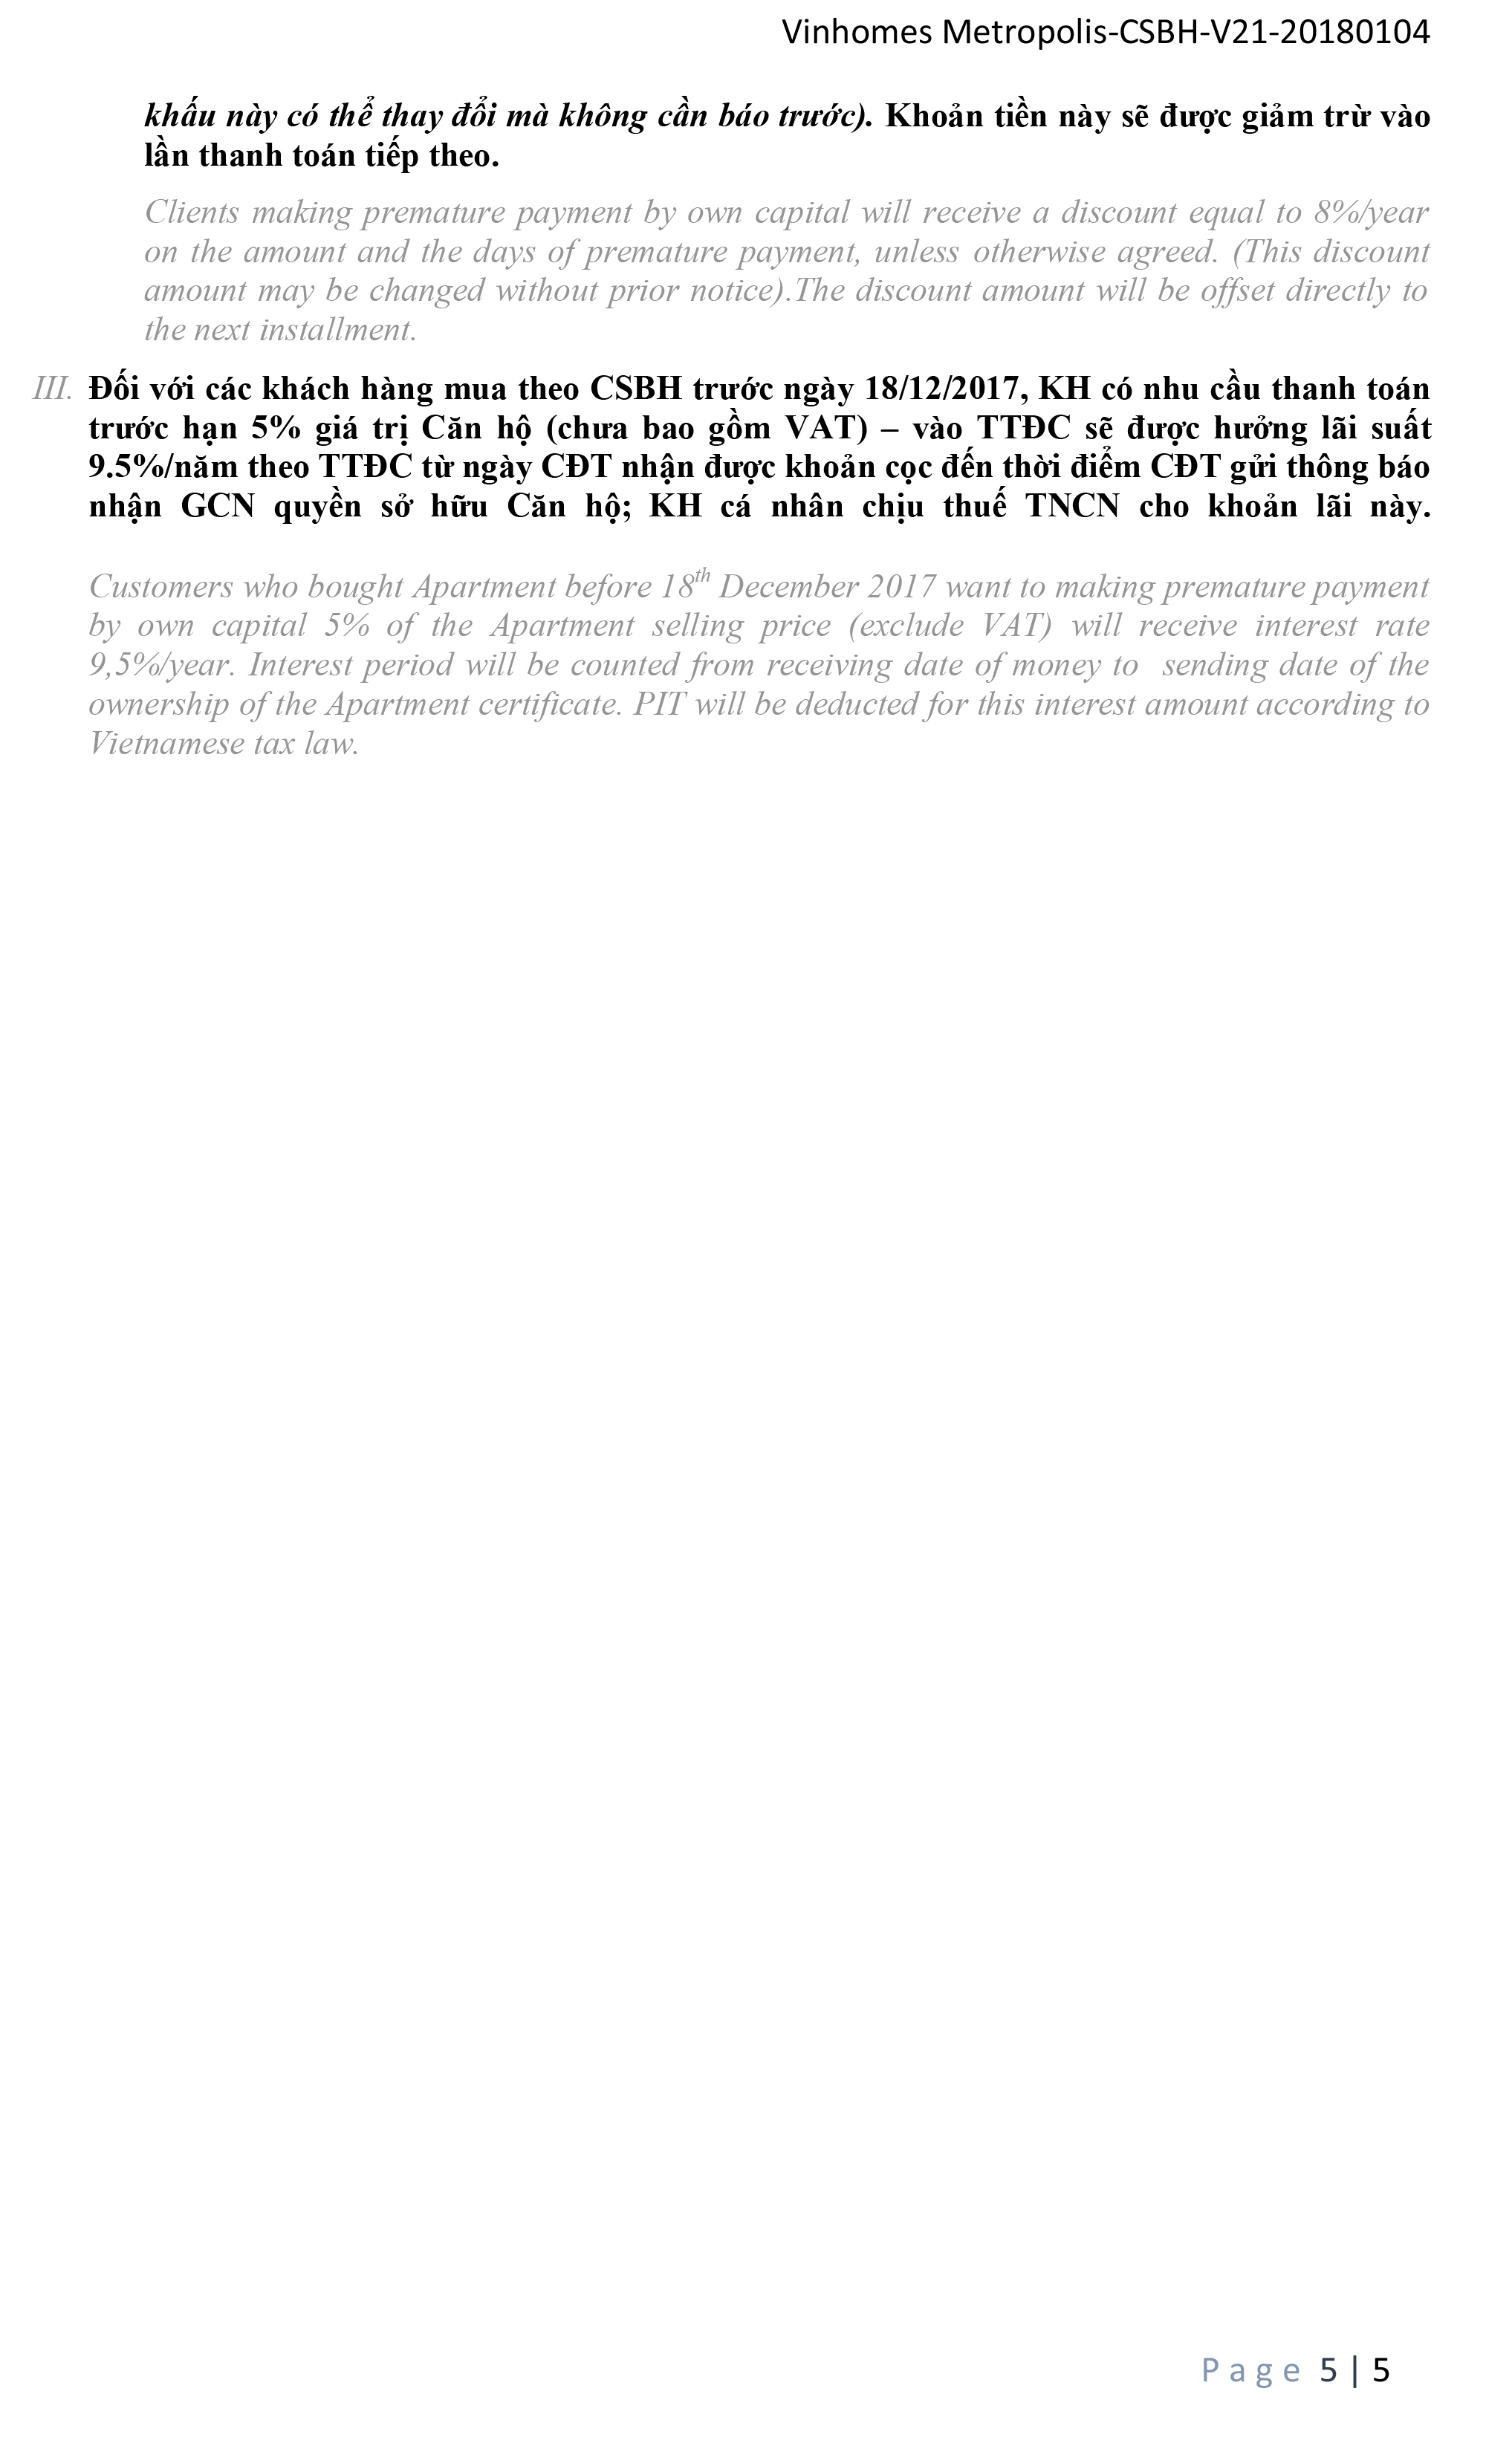 Vinhomes Metropolis-CSBH-V21-20180104
khấu này có thể thay đổi mà không cần báo trước). Khoản tiền này sẽ được giảm trừ vào
lần thanh toán tiếp theo.
Clients making premature payment by own capital will receive a discount equal to 8%/year
on the amount and the days of premature payment, unless otherwise agreed. (This discount
amount may be changed without prior notice).The discount amount will be offset directly to
the next installment.
III. Đối với các khách hàng mua theo CSBH trước ngày 18/12/2017, KH có nhu cầu thanh toán
trước hạn 5% giá trị Căn hộ (chưa bao gồm VAT) – vào TTĐC sẽ được hưởng lãi suất
9.5%/năm theo TTĐC từ ngày CĐT nhận được khoản cọc đến thời điểm CĐT gửi thông báo
nhận GCN quyền sở hữu Căn hộ; KH cá nhân chịu thuế TNCN cho khoản lãi này.
Customers who bought Apartment before 18th December 2017 want to making premature payment
by own capital 5% of the Apartment selling price (exclude VAT) will receive interest rate
9,5%/year. Interest period will be counted from receiving date of money to  sending date of the
ownership of the Apartment certificate. PIT will be deducted for this interest amount according to
Vietnamese tax law.
Page 5 | 5